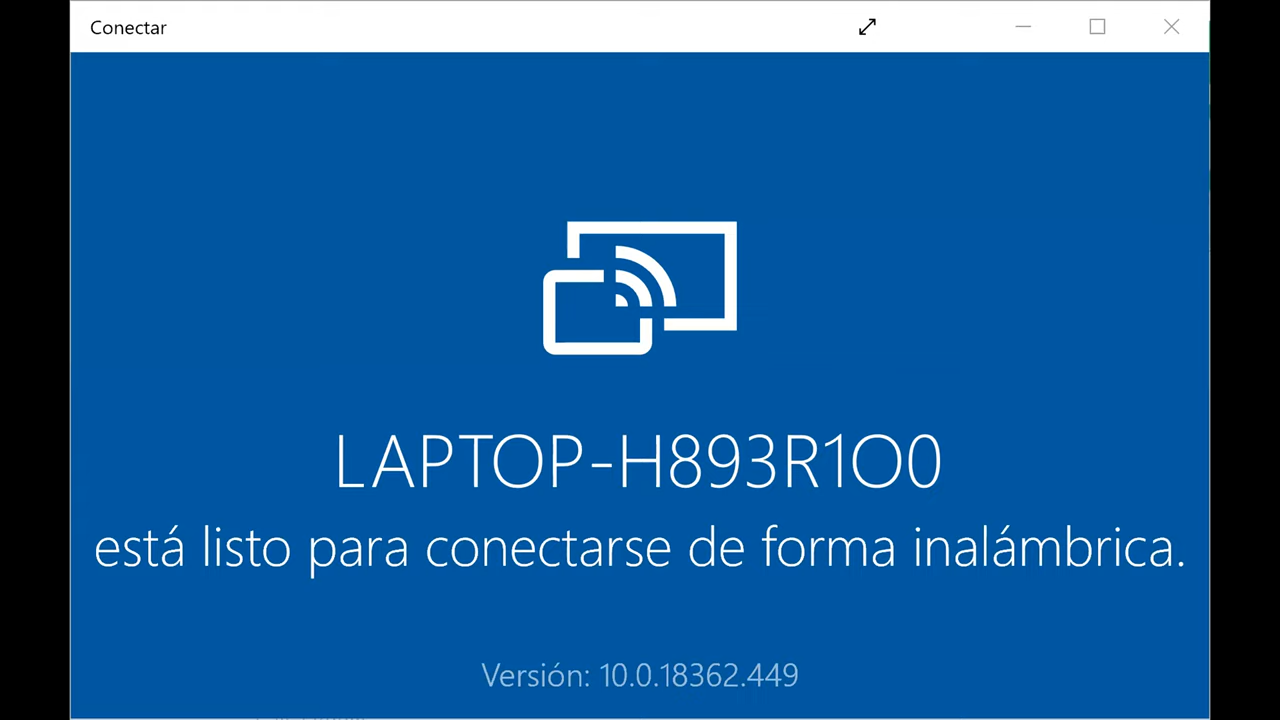 Conectar
LAPTOP-H893R1O0
está listo para conectarse de forma inalámbrica.
Versión: 10.0.18362.449